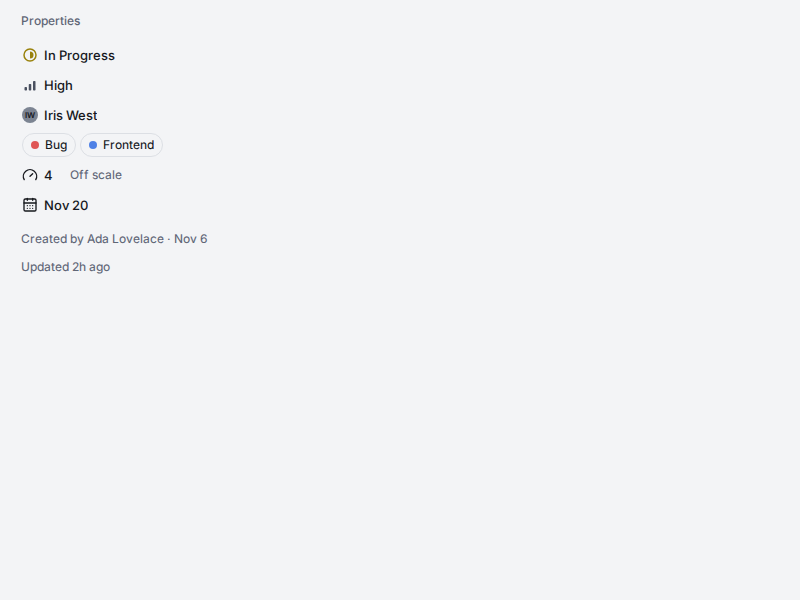 Properties
In Progress
High
IW Iris West
Bug Frontend
4 Off scale
Nov 20
Created by Ada Lovelace · Nov 6
Updated 2h ago